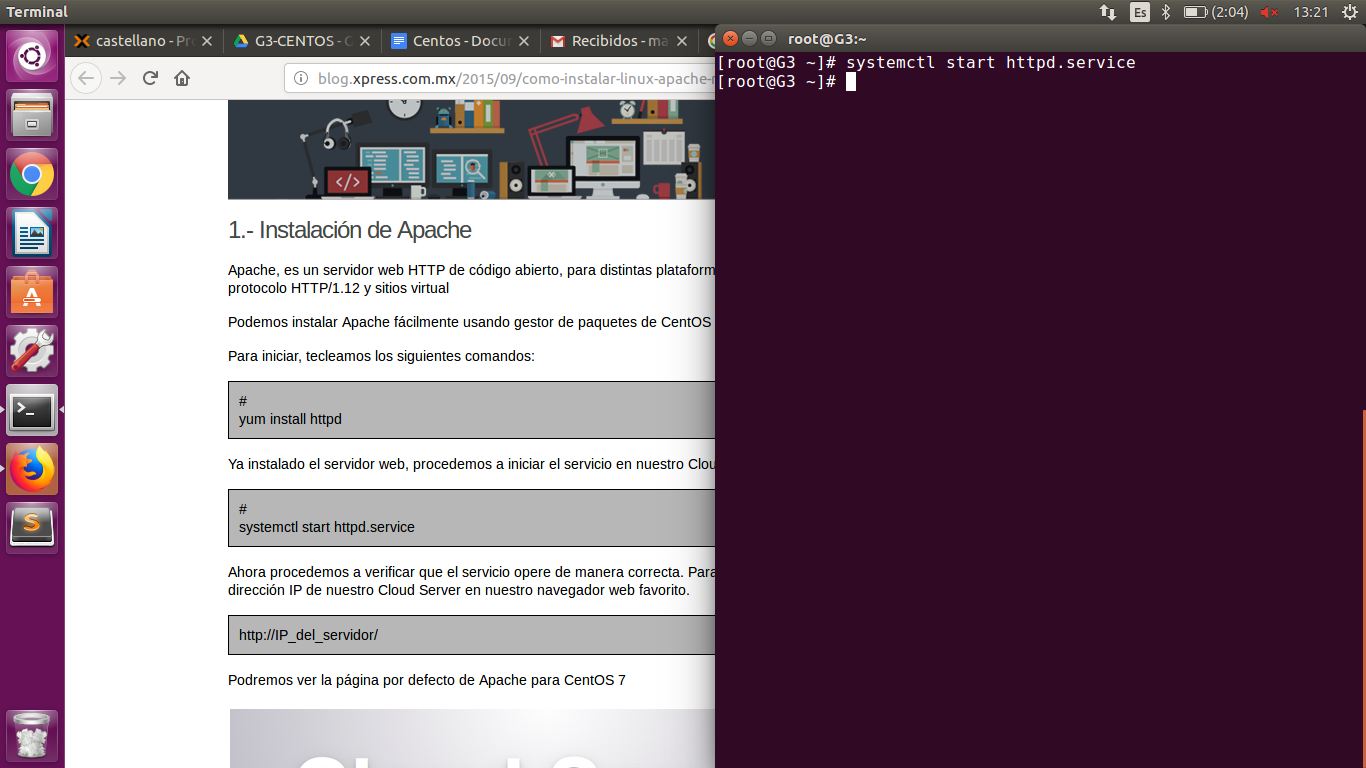 Terminal
Es
(2:04)
13:21
castellano - Pr
G3-CENTOS - G
Centos - Docur
Recibidos - ma
root@G3:~
blog.xpress.com.mx/2015/09/como-instalar-linux-apache-
[root@G3 ~]# systemctl start httpd.service
[root@G3 ~]#
</>
1.- Instalación de Apache
Apache, es un servidor web HTTP de código abierto, para distintas plataform
protocolo HTTP/1.12 y sitios virtual
Podemos instalar Apache fácilmente usando gestor de paquetes de CentOS
Para iniciar, tecleamos los siguientes comandos:
#
yum install httpd
Ya instalado el servidor web, procedemos a iniciar el servicio en nuestro Clou
#
systemctl start httpd.service
Ahora procedemos a verificar que el servicio opere de manera correcta. Para
dirección IP de nuestro Cloud Server en nuestro navegador web favorito.
http://IP_del_servidor/
Podremos ver la página por defecto de Apache para CentOS 7